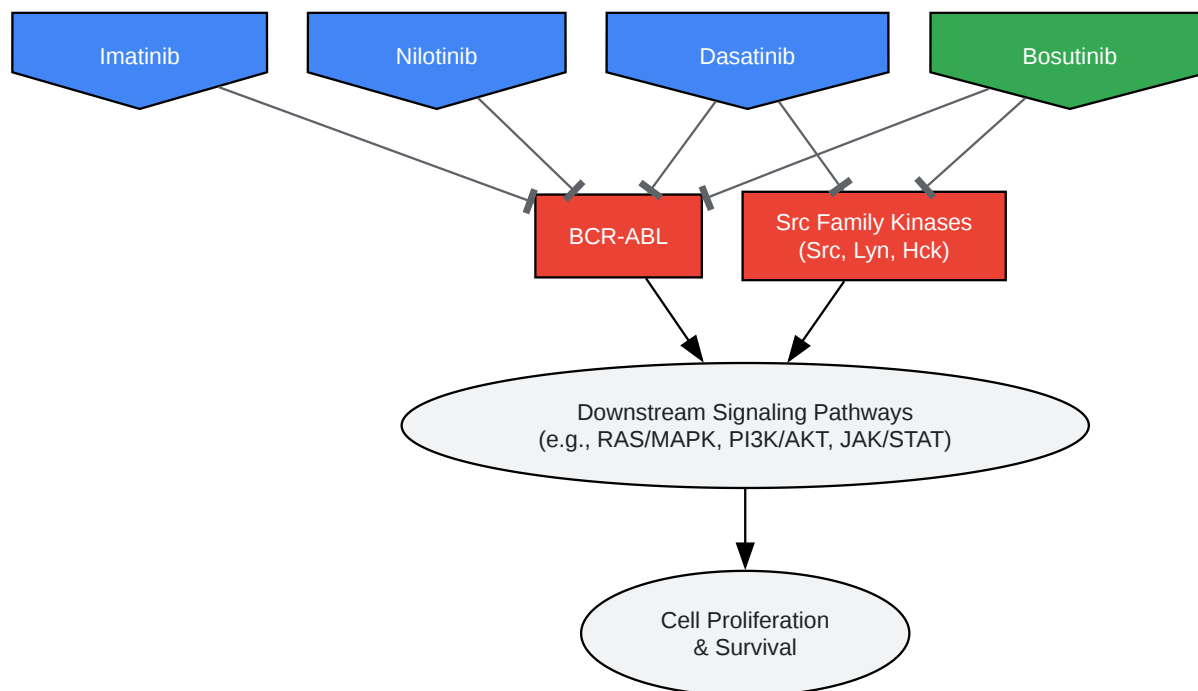 Imatinib
Nilotinib
Dasatinib
Bosutinib
BCR-ABL
Src Family Kinases
(Src, Lyn, Hck)
Downstream Signaling Pathways
(e.g., RAS/MAPK, PI3K/AKT, JAK/STAT)
Cell Proliferation
& Survival